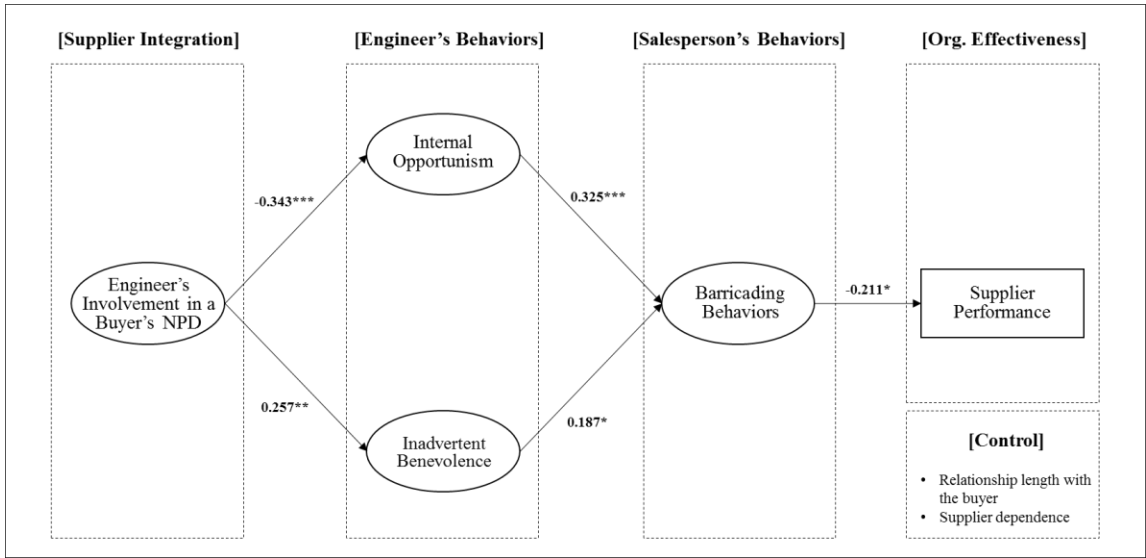 [Supplier Integration]
[Engineer's Behaviors]
[Salesperson's Behaviors]
[Org. Effectiveness]
Internal
Opportunism
-0.343***
0.325***
Engineer's
Involvement in a
Buyer's NPD
Barricading
Behaviors
-0.211*
Supplier
Performance
0.257**
0.187*
Inadvertent
Benevolence
[Control]
• Relationship length with
the buyer
• Supplier dependence